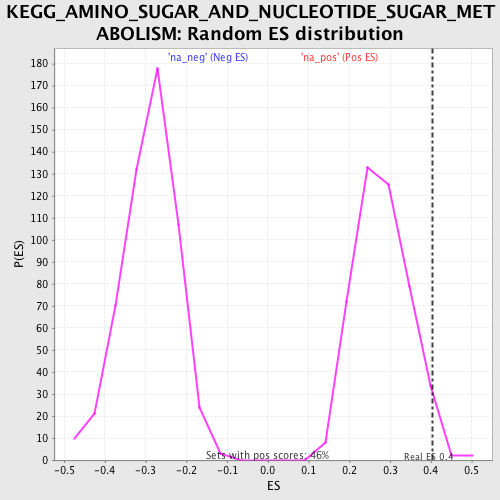 KEGG_AMINO_SUGAR_AND_NUCLEOTIDE_SUGAR_MET
ABOLISM: Random ES distribution
'na_neg' (Neg ES) 'na_pos' (Pos ES)
180
170
160
150
140
130
120
110
100
90
80
70
60
50
40
30
20
10
0
P(ES)
Sets with pos scores: 46%
Real ES 0.4
-0.5 -0.4 -0.3 -0.2 -0.1 0.0 0.1 0.2 0.3 0.4 0.5
ES